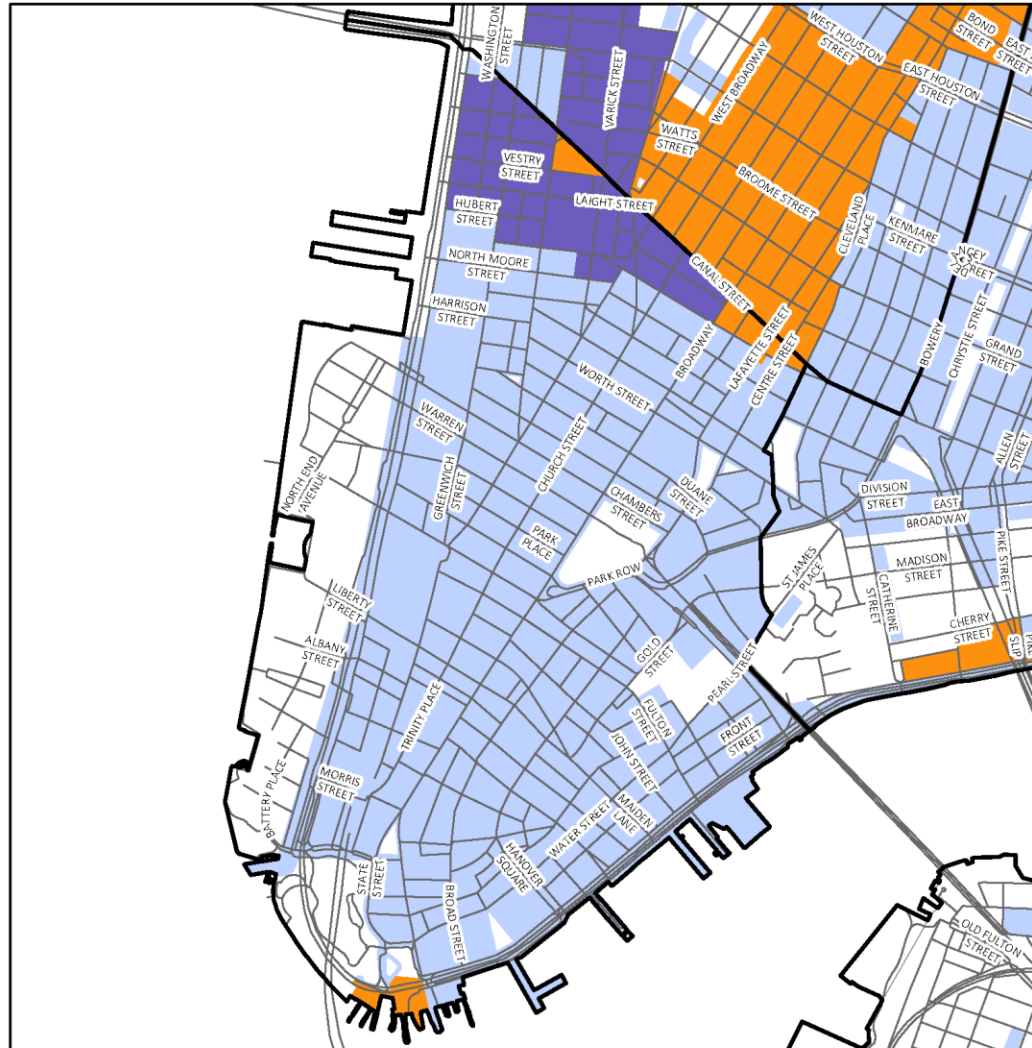 WASHINGTON
STREET
VARICK STREET
WEST BROADWAY
WEST HOUSTON
STREET
BOND
STREET
EAST
STREET
EAST HOUSTON
STREET
WATTS
STREET
VESTRY
STREET
BROOME STREET
LAIGHT STREET
HUBERT
STREET
CLEVELAND
PLACE
KENMARE
STREET
NORTH MOORE
STREET
CANAL STREET
STREET
HARRISON
STREET
CHRYSTIE STREET
BOWERY
GRAND
STREET
BROADWAY
LAFAYETTE STREET
CENTRE STREET
WORTH STREET
WARREN
STREET
CHURCH STREET
ALLEN
STREET
NORTH END
AVENUE
GREENWICH
STREET
DUANE
STREET
CHAMBERS
STREET
DIVISION
STREET
EAST
BROADWAY
PARK
PLACE
PARK ROW
ST JAMES
PLACE
MADISON
STREET
PIKE STREET
CATHERINE
STREET
LIBERTY
STREET
CHERRY
STREET
SLIP
ALBANY
STREET
GOLD
STREET
PEARL STREET
TRINITY PLACE
FULTON
STREET
FRONT
STREET
JOHN STREET
BATTERY PLACE
MORRIS
STREET
MAIDEN
LANE
WATER STREET
HANOVER
SQUARE
STATE
STREET
BROAD STREET
OLD FULTON
STREET